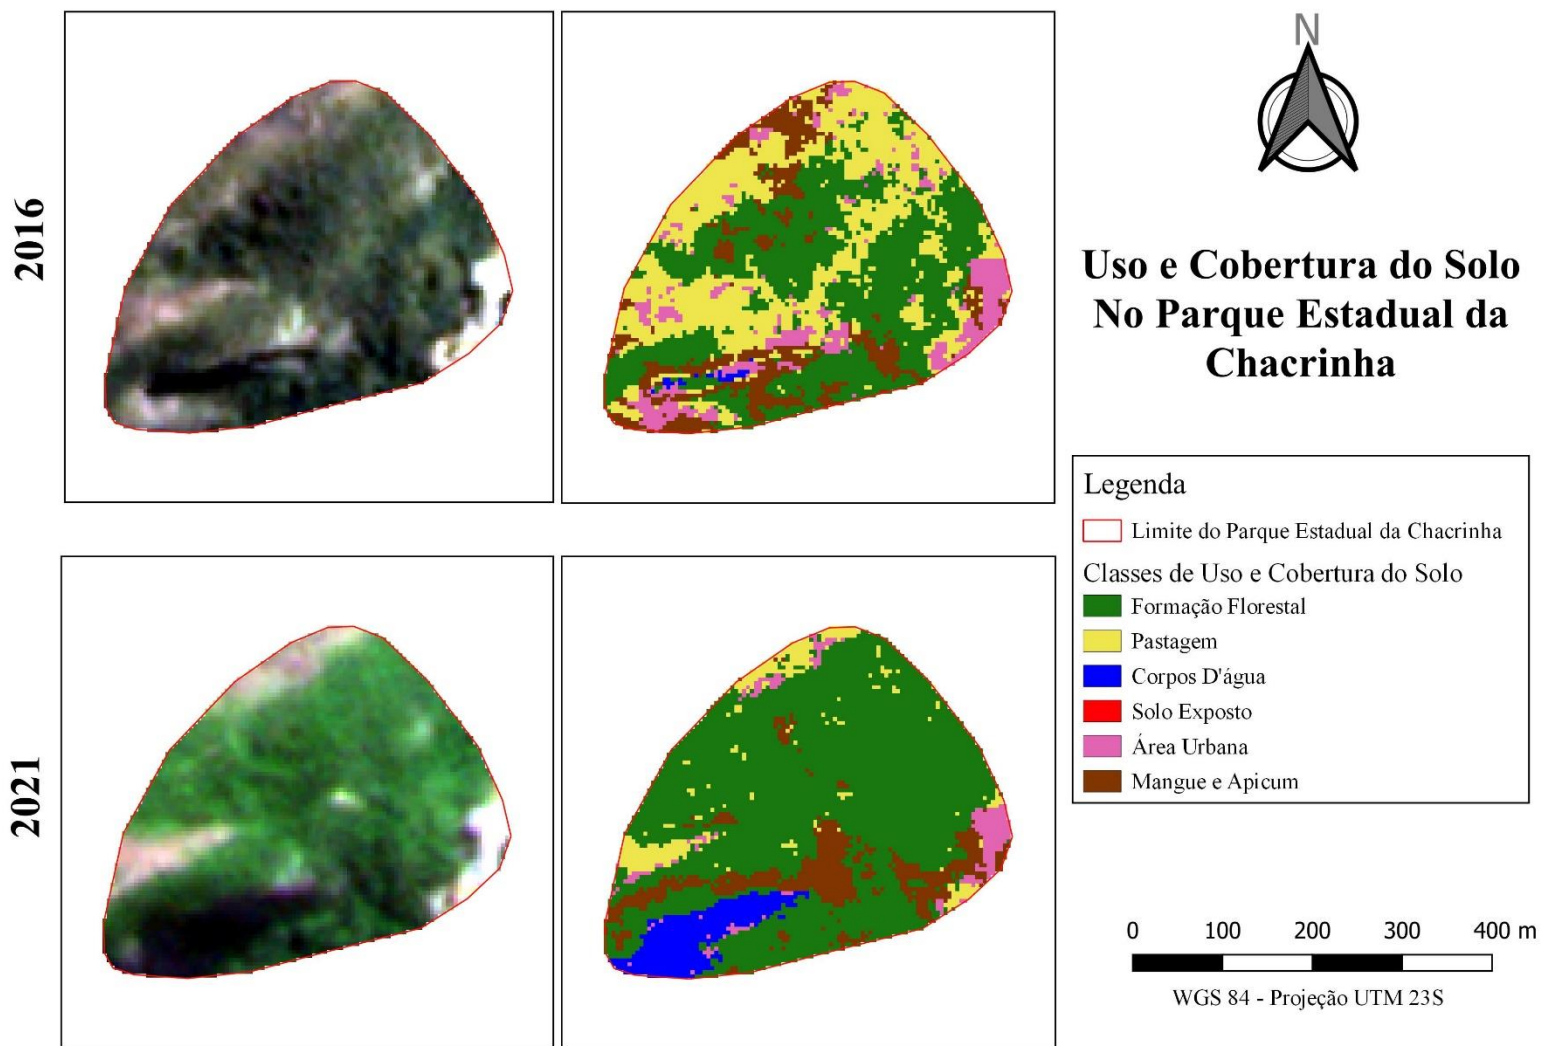 2016
2021
N
Uso e Cobertura do Solo
No Parque Estadual da
Chacrinha
Legenda
Limite do Parque Estadual da Chacrinha
Classes de Uso e Cobertura do Solo
Formação Florestal
Pastagem
Corpos D'água
Solo Exposto
Área Urbana
Mangue e Apicum
0 100 200 300 400 m
WGS 84 - Projeção UTM 23S